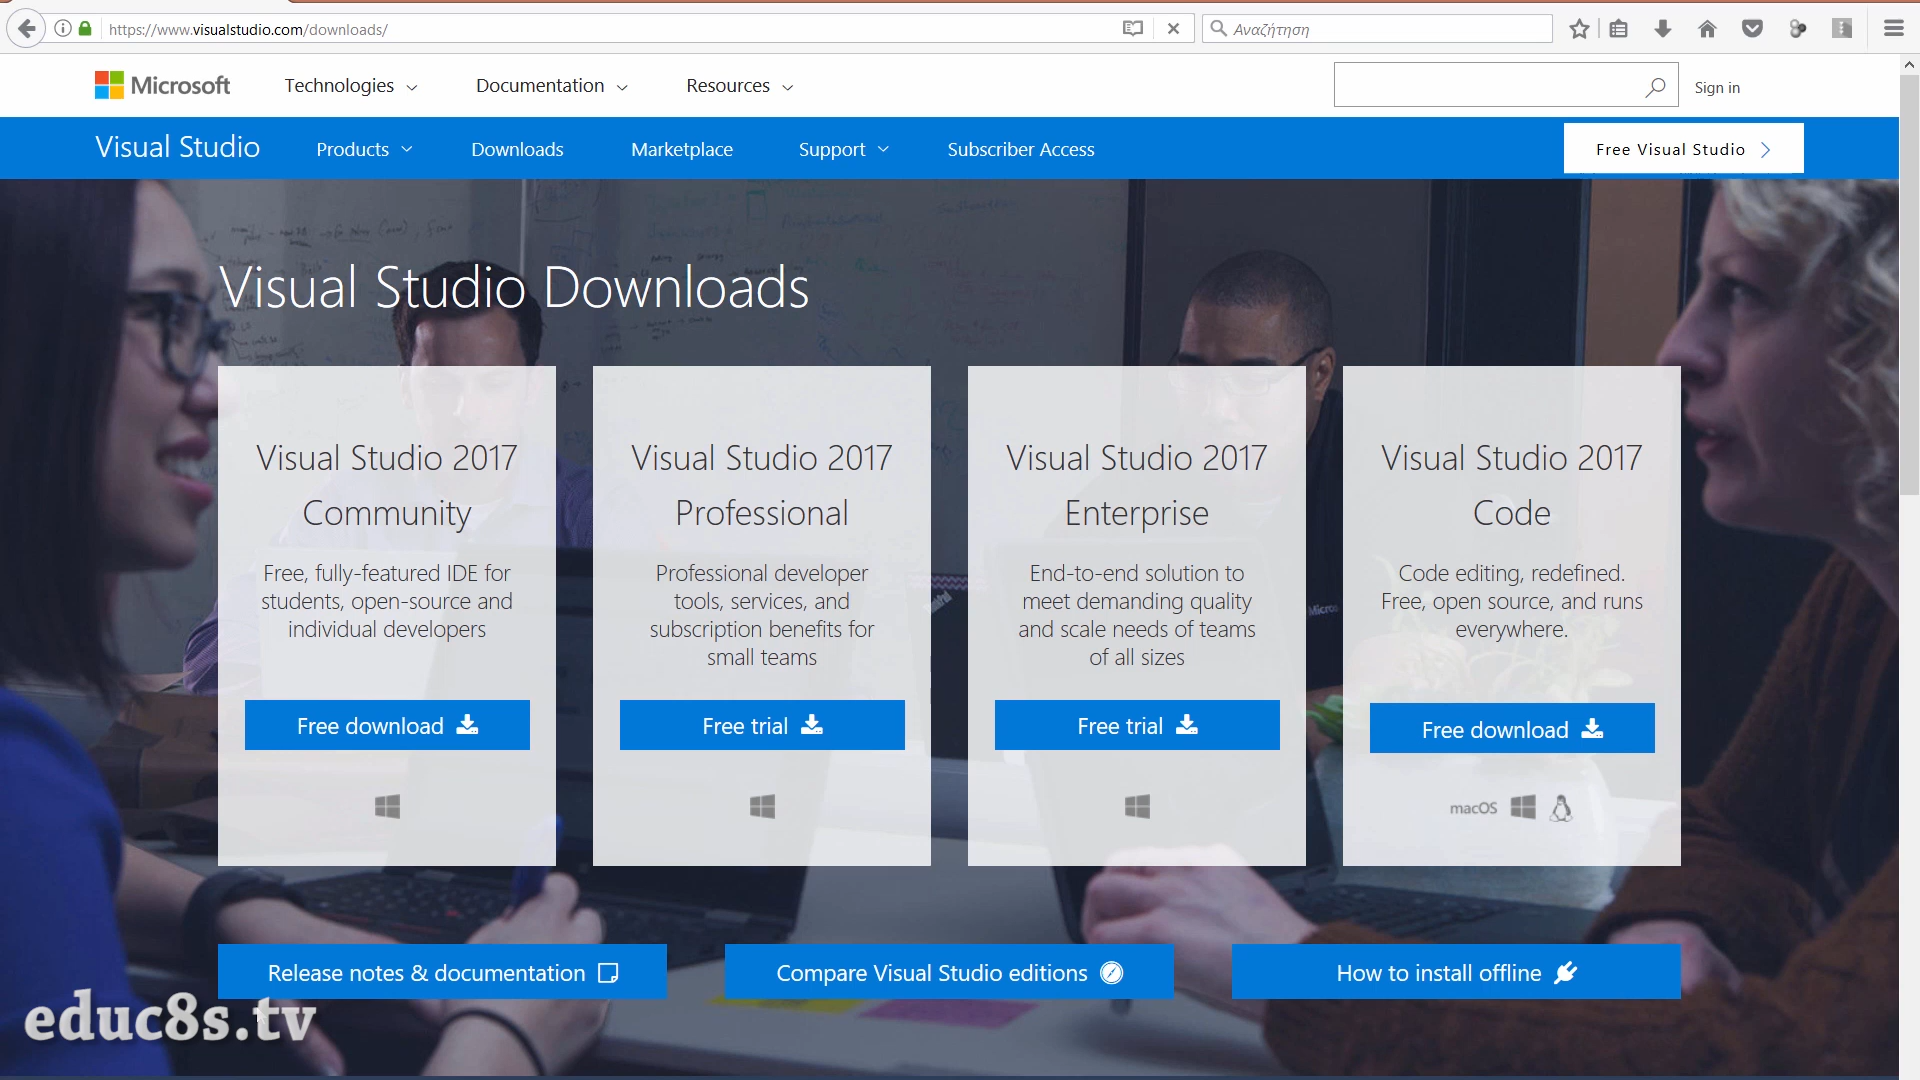 https://www.visualstudio.com/downloads/
Αναζήτηση
Microsoft
Technologies
Documentation
Resources
Sign in
Visual Studio
Products
Downloads
Marketplace
Support
Subscriber Access
Free Visual Studio
Visual Studio Downloads
Visual Studio 2017
Community
Free, fully-featured IDE for
students, open-source and
individual developers
Free download
Visual Studio 2017
Professional
Professional developer
tools, services, and
subscription benefits for
small teams
Free trial
Visual Studio 2017
Enterprise
End-to-end solution to
meet demanding quality
and scale needs of teams
of all sizes
Free trial
Visual Studio 2017
Code
Code editing, redefined.
Free, open source, and runs
everywhere.
Free download
macOS
Release notes & documentation
Compare Visual Studio editions
How to install offline
educ8s.tv